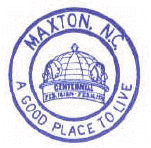 MAXTON, N.C.
CENTENNIAL
A GOOD PLACE TO LIVE